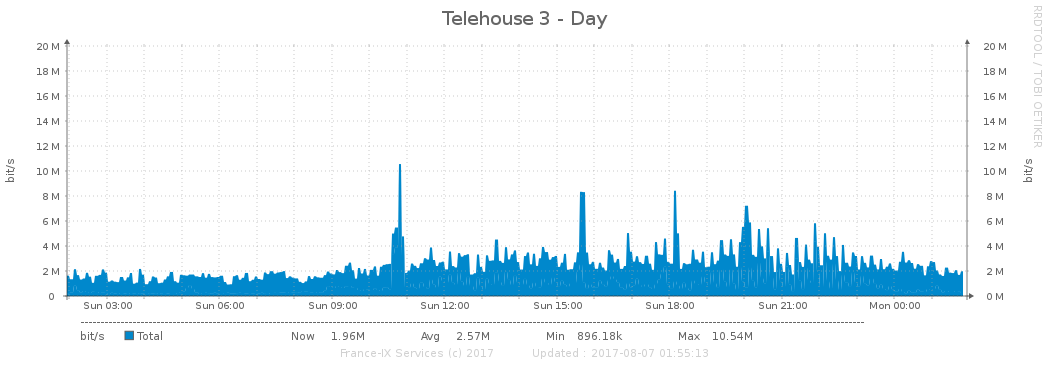 Telehouse 3 - Day
RRDTOOL / TOBI OETIKER
bit/s
20 M 20 M
18 M 18 M
16 M 16 M
14 M 14 M
12 M 12 M
10 M 10 M
8 M 8 M
6 M 6 M
4 M 4 M
2 M 2 M
0 0 M
bit/s
Sun 03:00 Sun 06:00 Sun 09:00 Sun 12:00 Sun 15:00 Sun 18:00 Sun 21:00 Mon 00:00
bit/s Total Now 1.96M Avg 2.57M Min 896.18k Max 10.54M
France-IX Services (c) 2017 Updated : 2017-08-07 01:55:13